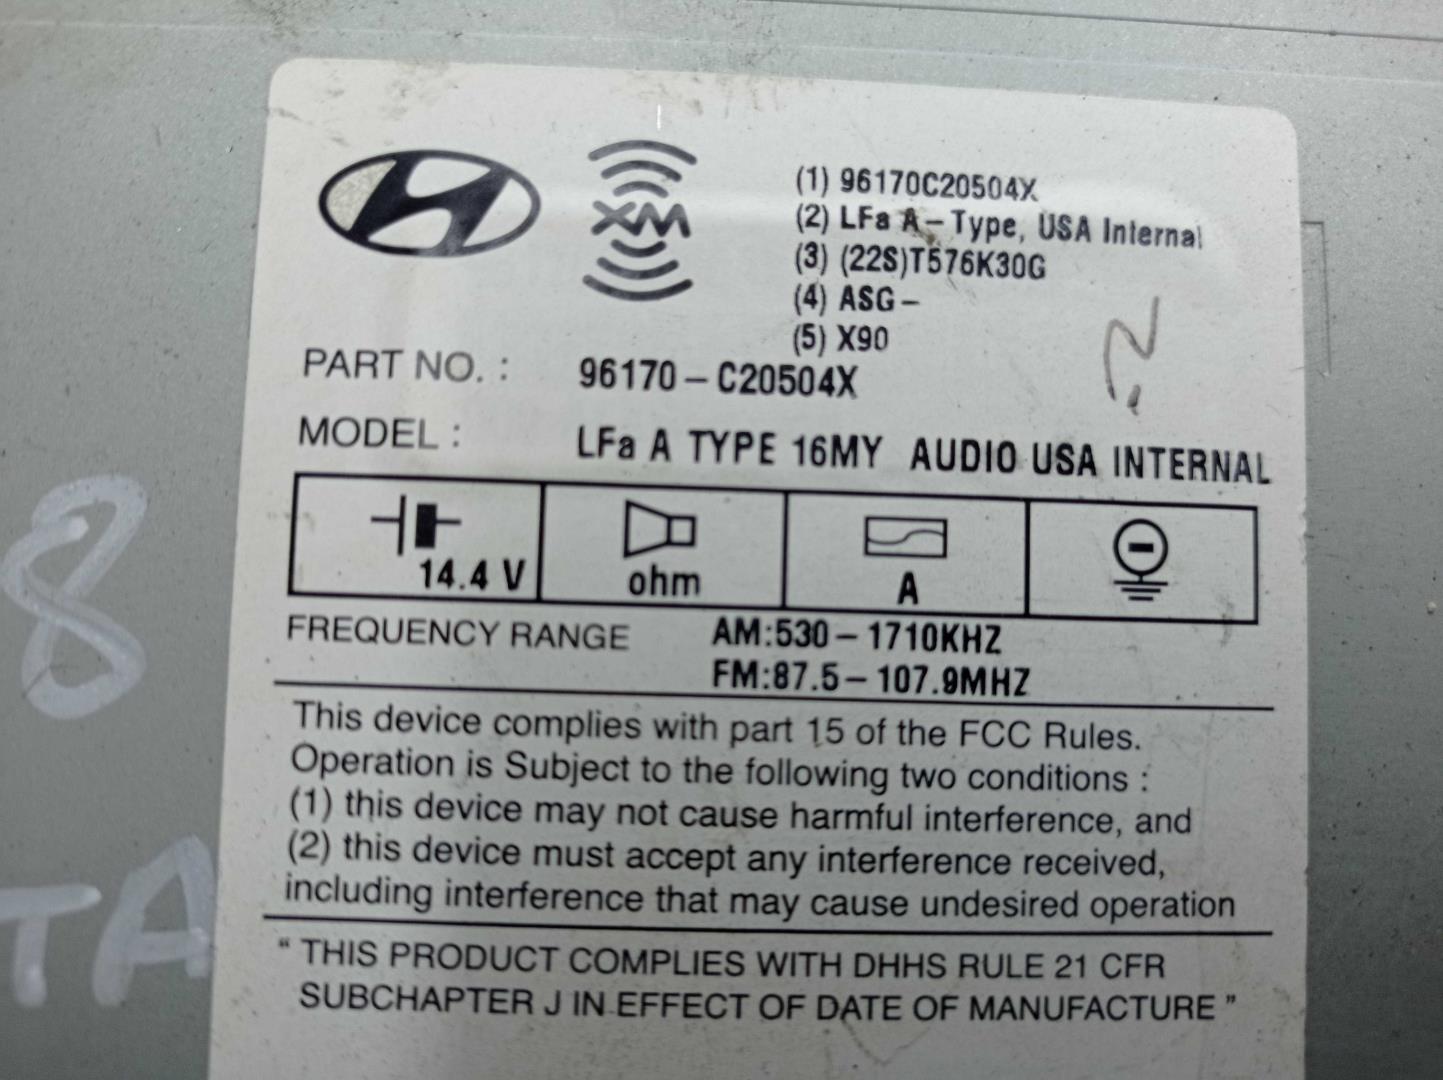 XM
(1) 96170C20504X
(2) LFa A-Type, USA Internal
(3) (22S)T576K30G
(4) ASG-
(5) X90
PART NO. : 96170-C20504X
MODEL : LFa A TYPE 16MY AUDIO USA INTERNAL
14.4 V ohm A
FREQUENCY RANGE AM:530-1710KHZ
FM:87.5-107.9MHZ
This device complies with part 15 of the FCC Rules.
Operation is Subject to the following two conditions :
(1) this device may not cause harmful interference, and
(2) this device must accept any interference received,
including interference that may cause undesired operation
" THIS PRODUCT COMPLIES WITH DHHS RULE 21 CFR
SUBCHAPTER J IN EFFECT OF DATE OF MANUFACTURE "
8
TA